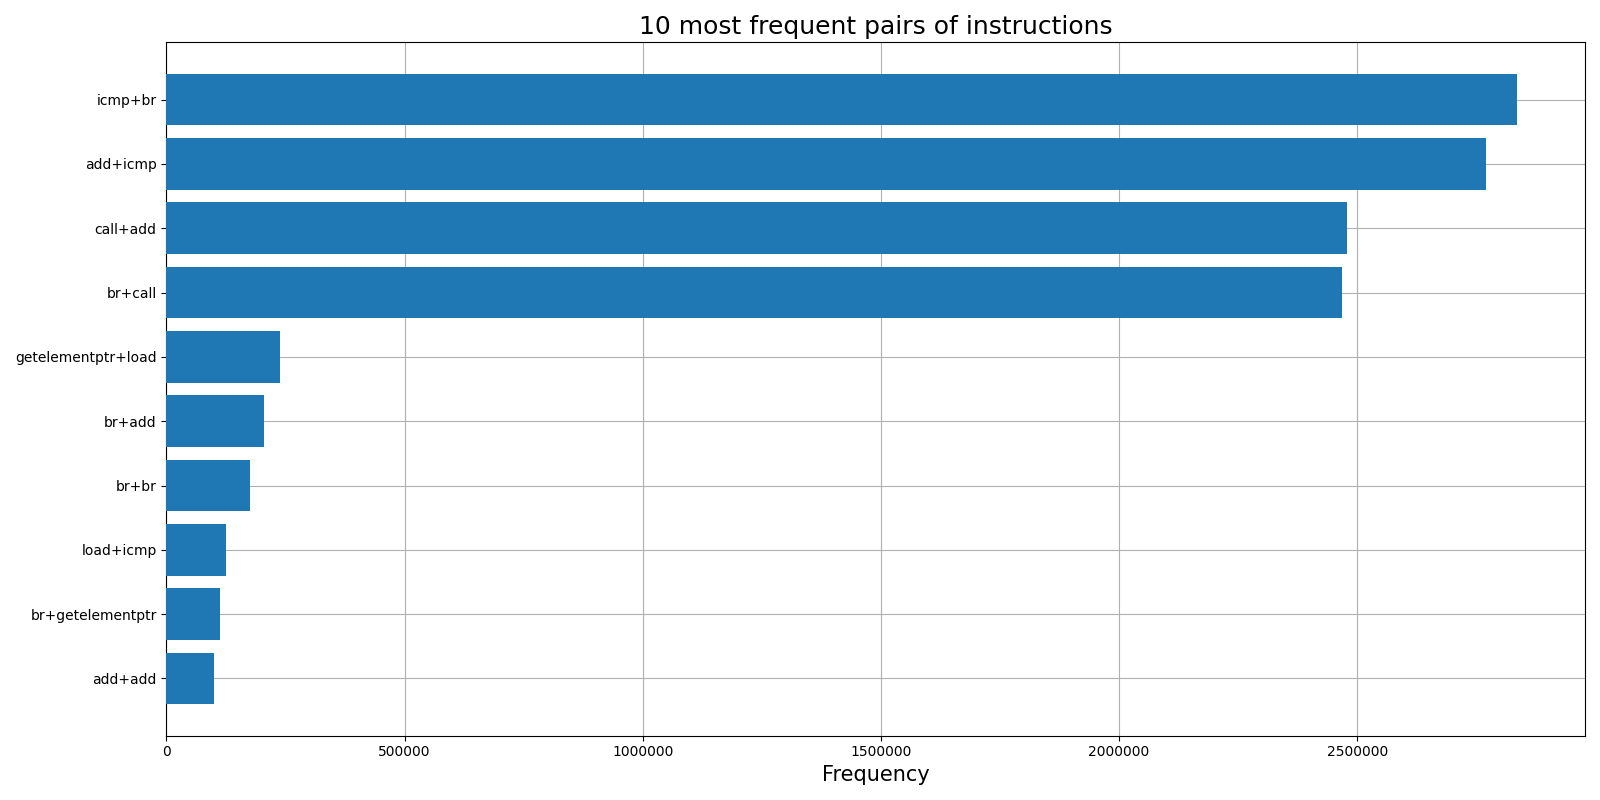 10 most frequent pairs of instructions
icmp+br
add+icmp
call+add
br+call
getelementptr+load
br+add
br+br
load+icmp
br+getelementptr
add+add
0 500000 1000000 1500000 2000000 2500000
Frequency